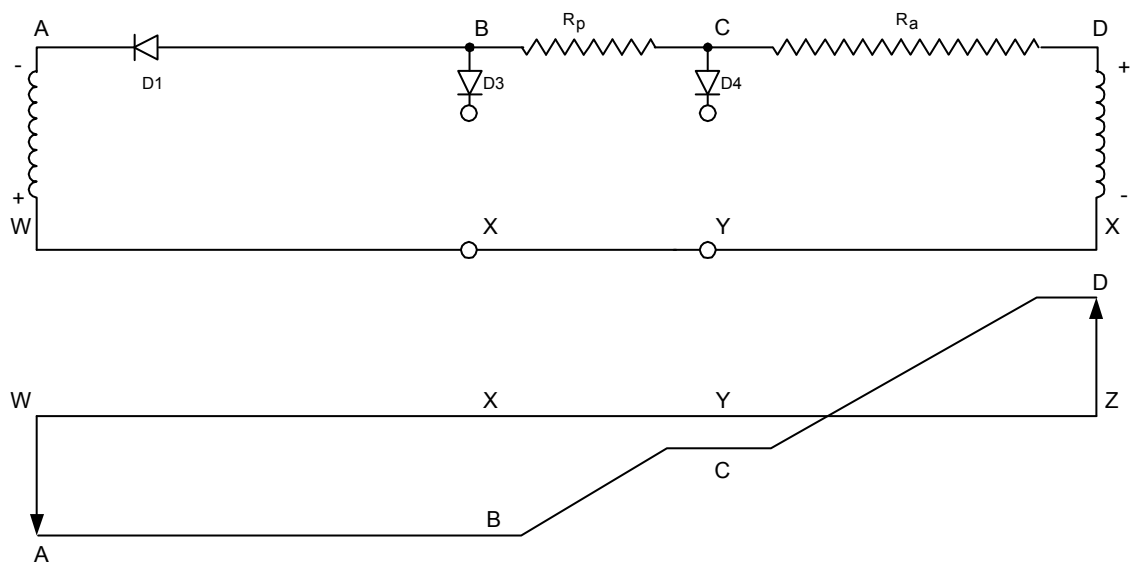 A B Rp C Ra D
- D1 D3 D4 +
+ -
W X Y X
D
W X Y Z
C
B
A